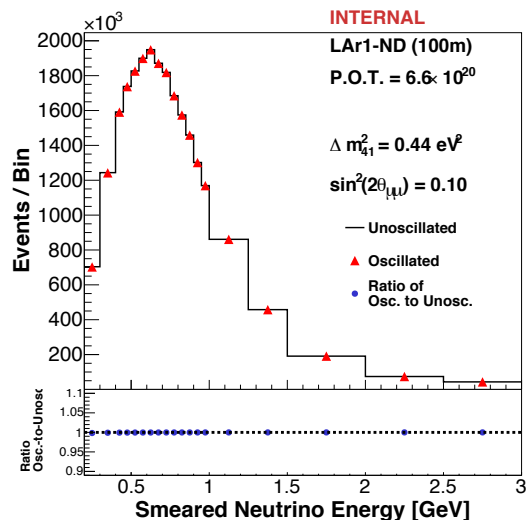 ×10³
INTERNAL
LAr1-ND (100m)
P.O.T. = 6.6× 10²⁰
Δ m²₄₁ = 0.44 eV²
sin²(2θμμ) = 0.10
Unoscillated
Oscillated
Ratio of
Osc. to Unosc.
Events / Bin
2000
1800
1600
1400
1200
1000
800
600
400
200
Ratio
Osc.-to-Unosc
1.1
1.05
1
0.95
0.9
0.5
1
1.5
2
2.5
3
Smeared Neutrino Energy [GeV]